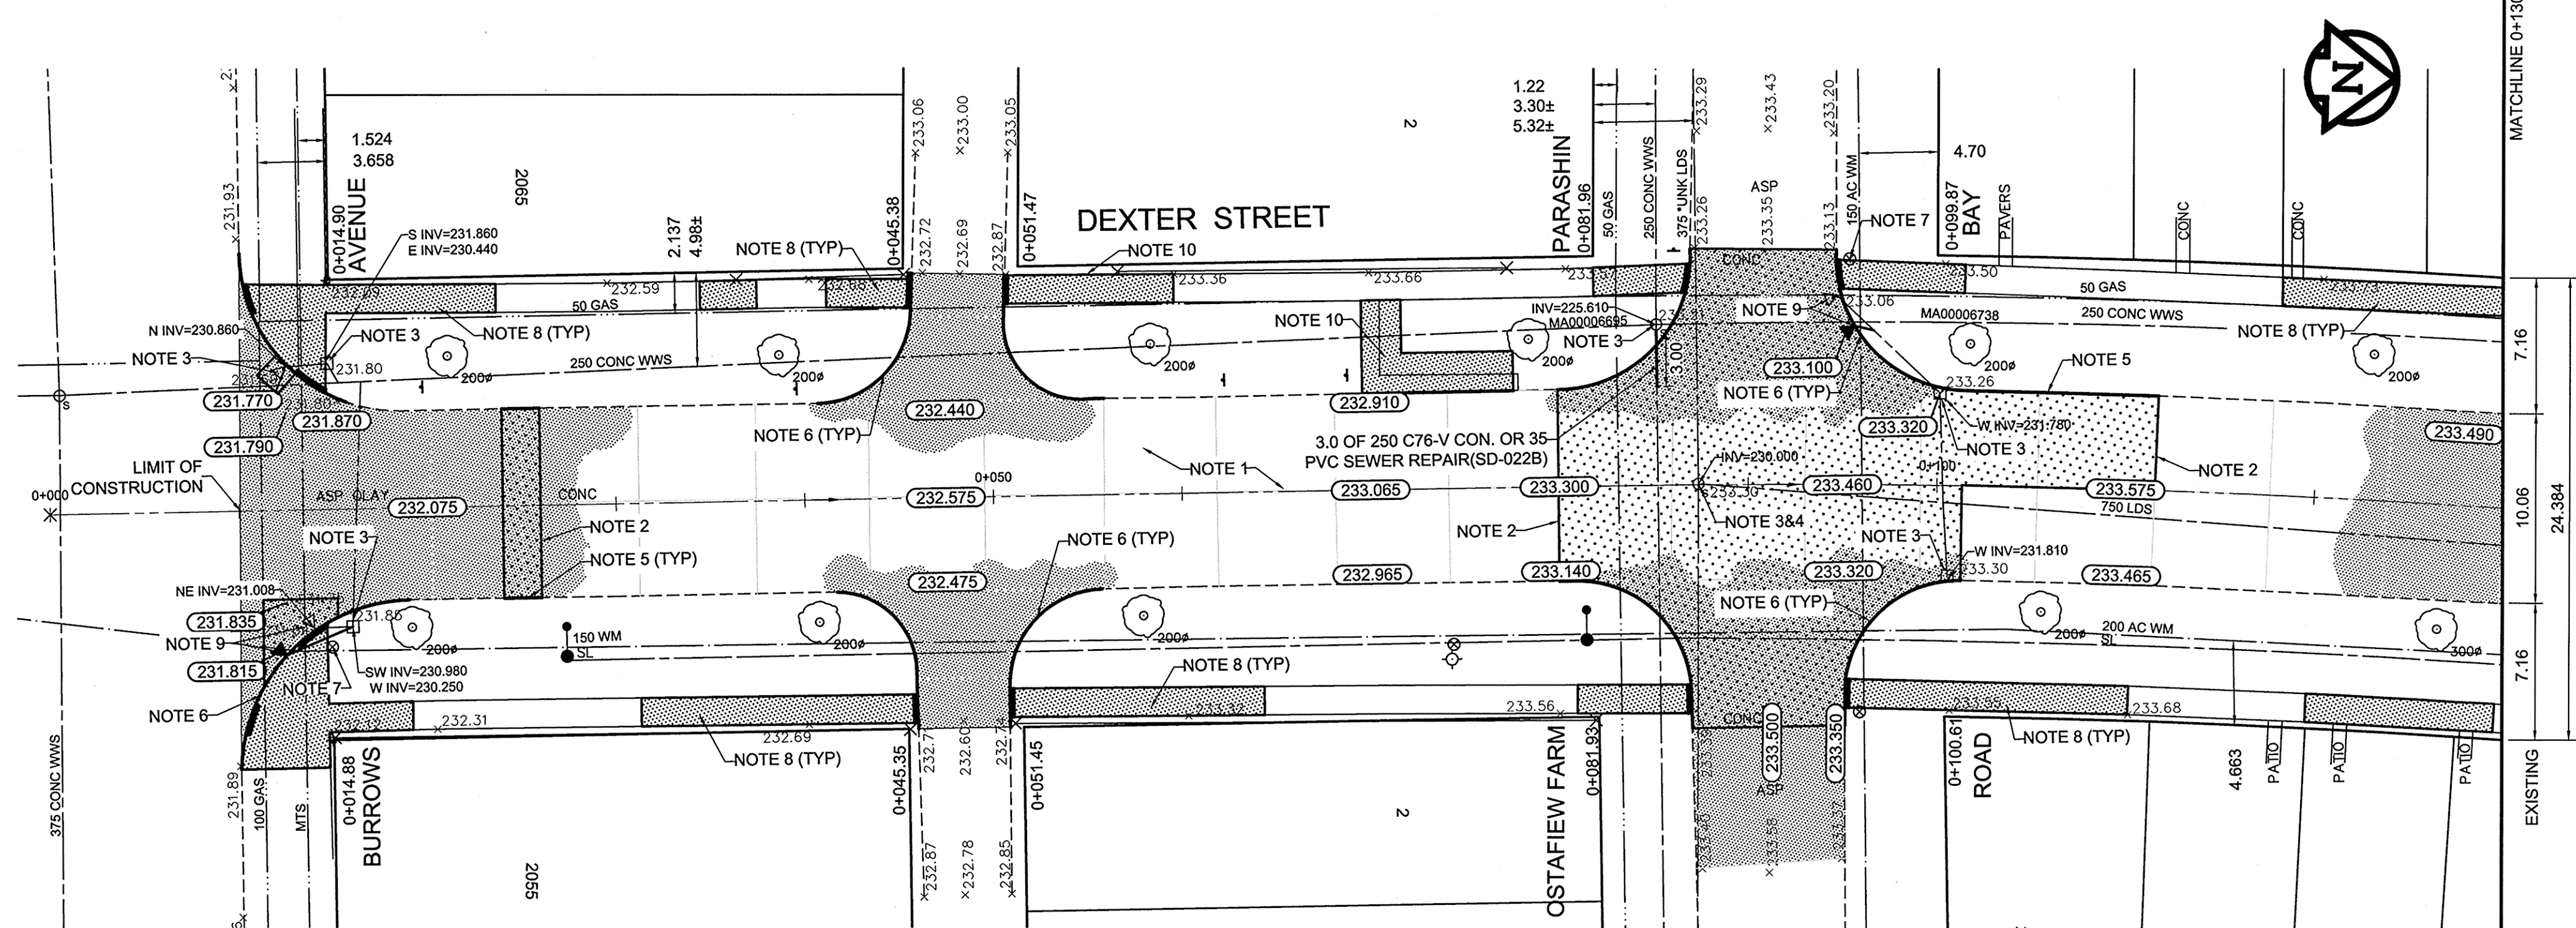 MATCHLINE 0+130
N
1.524
3.658
AVENUE
0+014.90
231.93
2065
S INV=231.860
E INV=230.440
2.137
4.98±
NOTE 8 (TYP)
0+045.38
233.06
233.00
233.05
232.72
232.69
232.87
0+051.47
DEXTER STREET
NOTE 10
2
1.22
3.30±
5.32±
PARASHIN
0+081.96
50 GAS
250 CONC WWS
375 *UNK LDS
233.29
233.43
233.20
233.26
ASP
233.35
233.13
150 AC WM
4.70
NOTE 7
0+099.87
BAY
PAVERS
CONC
CONC
232.59
50 GAS
233.36
233.66
CONC
233.50
50 GAS
N INV=230.860
NOTE 3
NOTE 3
NOTE 8 (TYP)
231.80
200ø
250 CONC WWS
200ø
NOTE 10
INV=225.610
MA00006695
NOTE 3
200ø
200ø
3.100
NOTE 9
233.06
MA00006738
250 CONC WWS
NOTE 8 (TYP)
NOTE 5
200ø
200ø
7.16
231.770
231.870
231.790
232.440
NOTE 6 (TYP)
232.910
233.100
NOTE 6 (TYP)
233.26
233.320
W INV=231.780
NOTE 3
233.490
LIMIT OF
CONSTRUCTION
3.0 OF 250 C76-V CON. OR 35
PVC SEWER REPAIR(SD-022B)
NOTE 1
INV=230.000
0+100
NOTE 2
0+000
ASP OLAY
CONC
232.075
232.575
0+050
233.065
233.300
233.30
233.460
233.575
750 LDS
10.06
24.384
NOTE 2
NOTE 3
NOTE 5 (TYP)
NOTE 6 (TYP)
NOTE 2
NOTE 3&4
NOTE 3
W INV=231.810
233.30
232.475
232.965
233.140
233.320
233.465
NE INV=231.008
231.835
NOTE 9
231.815
231.85
200ø
150 WM
SL
200ø
200ø
NOTE 6 (TYP)
200ø
200 AC WM
SL
300ø
SW INV=230.980
W INV=230.250
NOTE 7
NOTE 6
NOTE 8 (TYP)
7.16
232.31
232.69
NOTE 8 (TYP)
233.56
CONC
233.500
233.350
233.68
NOTE 8 (TYP)
375 CONC WWS
231.89
100 GAS
MTS
0+014.88
BURROWS
2055
0+045.35
232.87
232.78
232.85
0+051.45
2
OSTAFIEW FARM
0+081.93
ASP
233.58
0+100.61
ROAD
4.663
PATIO
PATIO
PATIO
EXISTING